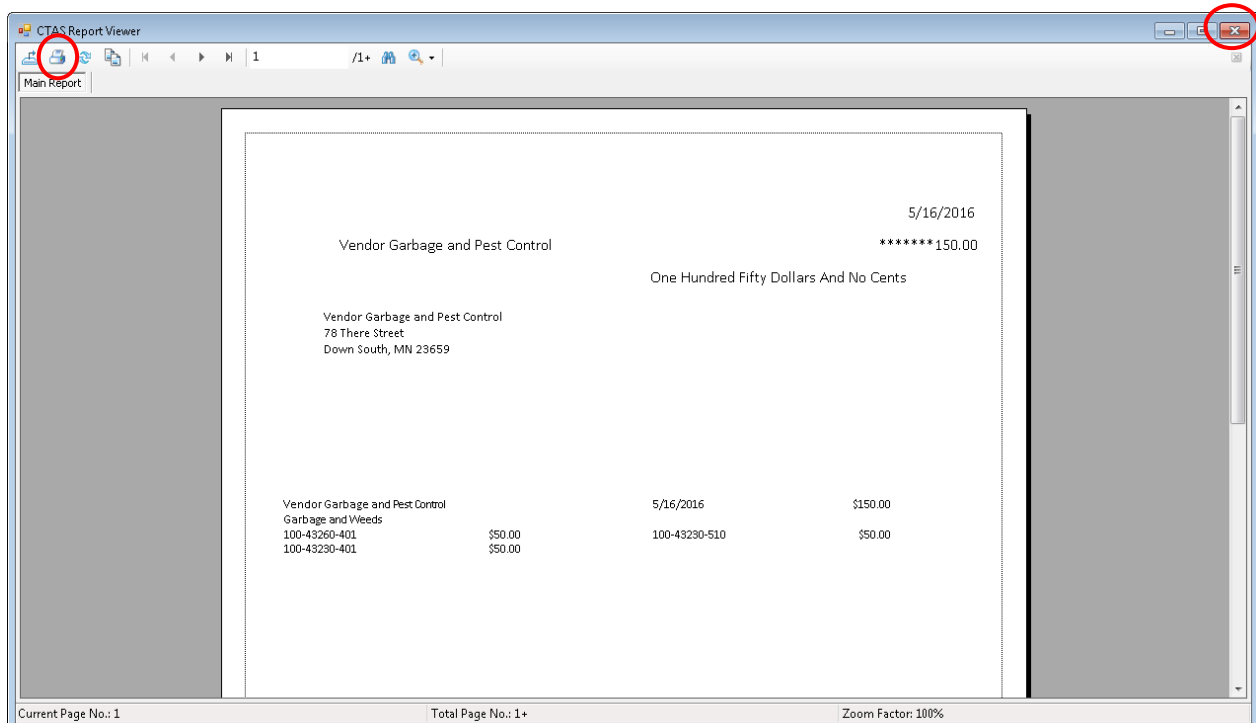 CTAS Report Viewer
1 /1+
Main Report
5/16/2016
Vendor Garbage and Pest Control *******150.00
One Hundred Fifty Dollars And No Cents
Vendor Garbage and Pest Control
78 There Street
Down South, MN 23659
Vendor Garbage and Pest Control 5/16/2016 $150.00
Garbage and Weeds
100-43260-401 $50.00 100-43230-510 $50.00
100-43230-401 $50.00
Current Page No.: 1 Total Page No.: 1+ Zoom Factor: 100%